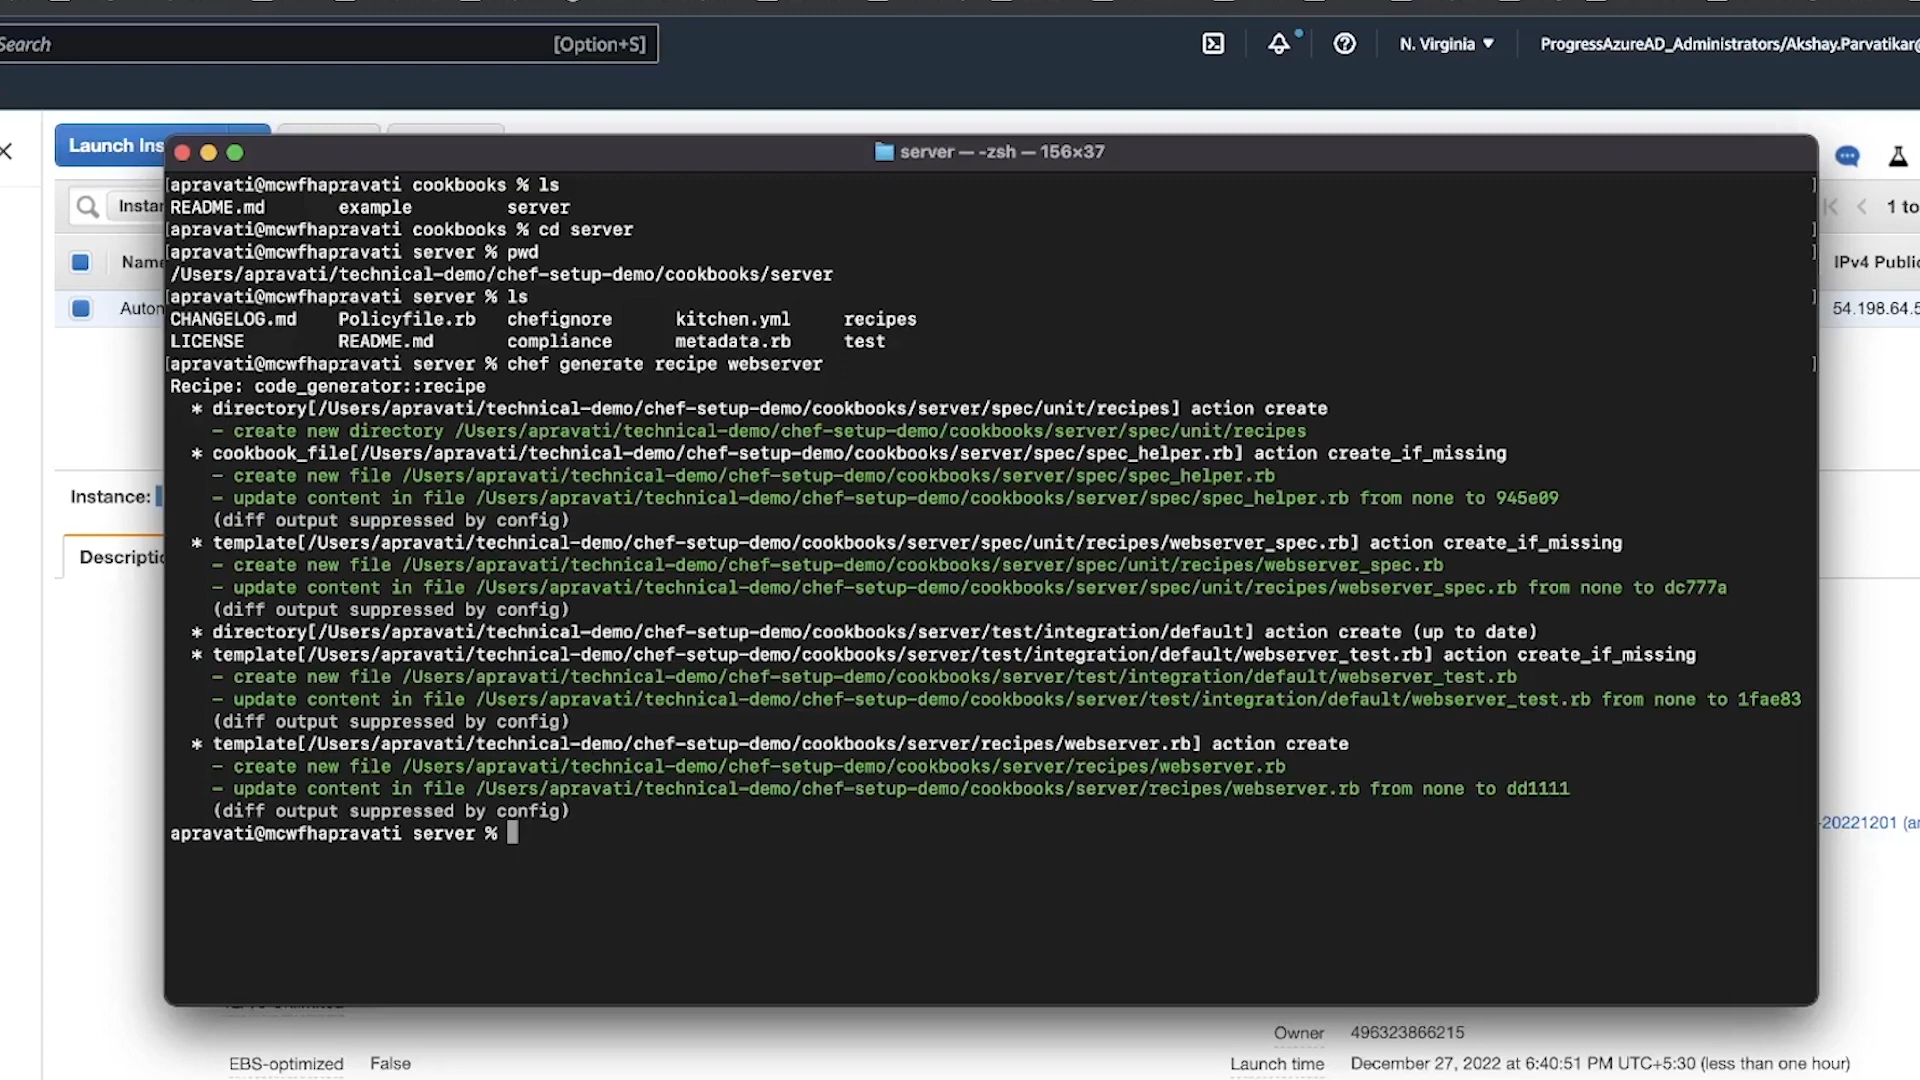 Search [Option+S] N. Virginia ▼ ProgressAzureAD_Administrators/Akshay.Parvatikar@
Launch Ins
server — -zsh — 156×37
apravati@mcwfhapravati cookbooks % ls
README.md example server
apravati@mcwfhapravati cookbooks % cd server
apravati@mcwfhapravati server % pwd
/Users/apravati/technical-demo/chef-setup-demo/cookbooks/server
apravati@mcwfhapravati server % ls
CHANGELOG.md Policyfile.rb chefignore kitchen.yml recipes
LICENSE README.md compliance metadata.rb test
apravati@mcwfhapravati server % chef generate recipe webserver
Recipe: code_generator::recipe
* directory[/Users/apravati/technical-demo/chef-setup-demo/cookbooks/server/spec/unit/recipes] action create
- create new directory /Users/apravati/technical-demo/chef-setup-demo/cookbooks/server/spec/unit/recipes
* cookbook_file[/Users/apravati/technical-demo/chef-setup-demo/cookbooks/server/spec/spec_helper.rb] action create_if_missing
- create new file /Users/apravati/technical-demo/chef-setup-demo/cookbooks/server/spec/spec_helper.rb
- update content in file /Users/apravati/technical-demo/chef-setup-demo/cookbooks/server/spec/spec_helper.rb from none to 945e09
(diff output suppressed by config)
* template[/Users/apravati/technical-demo/chef-setup-demo/cookbooks/server/spec/unit/recipes/webserver_spec.rb] action create_if_missing
- create new file /Users/apravati/technical-demo/chef-setup-demo/cookbooks/server/spec/unit/recipes/webserver_spec.rb
- update content in file /Users/apravati/technical-demo/chef-setup-demo/cookbooks/server/spec/unit/recipes/webserver_spec.rb from none to dc777a
(diff output suppressed by config)
* directory[/Users/apravati/technical-demo/chef-setup-demo/cookbooks/server/test/integration/default] action create (up to date)
* template[/Users/apravati/technical-demo/chef-setup-demo/cookbooks/server/test/integration/default/webserver_test.rb] action create_if_missing
- create new file /Users/apravati/technical-demo/chef-setup-demo/cookbooks/server/test/integration/default/webserver_test.rb
- update content in file /Users/apravati/technical-demo/chef-setup-demo/cookbooks/server/test/integration/default/webserver_test.rb from none to 1fae83
(diff output suppressed by config)
* template[/Users/apravati/technical-demo/chef-setup-demo/cookbooks/server/recipes/webserver.rb] action create
- create new file /Users/apravati/technical-demo/chef-setup-demo/cookbooks/server/recipes/webserver.rb
- update content in file /Users/apravati/technical-demo/chef-setup-demo/cookbooks/server/recipes/webserver.rb from none to dd1111
(diff output suppressed by config)
apravati@mcwfhapravati server %
Instan 1 to
Name IPv4 Public
Auton 54.198.64.5
Instance:
Descriptio
-20221201 (a
Owner 496323866215
EBS-optimized False Launch time December 27, 2022 at 6:40:51 PM UTC+5:30 (less than one hour)